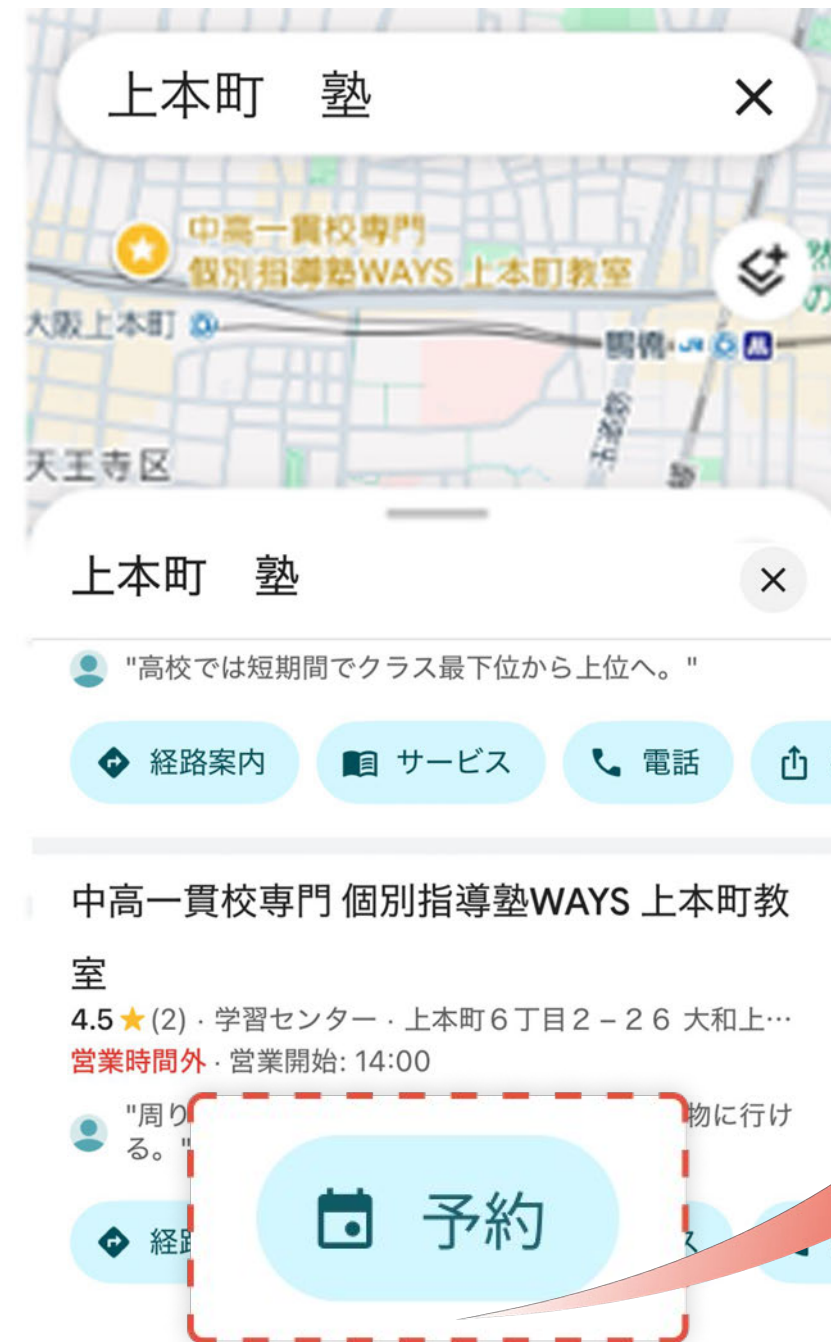 上本町　塾
中高一貫校専門
個別指導塾WAYS 上本町教室
大阪上本町
鶴橋
天王寺区
上本町　塾
"高校では短期間でクラス最下位から上位へ。"
経路案内
サービス
電話
中高一貫校専門 個別指導塾WAYS 上本町教
室
4.5 ★ (2) · 学習センター · 上本町６丁目２−２６ 大和上…
営業時間外 · 営業開始: 14:00
"周り
物に行け
る。"
予約
経路
ス